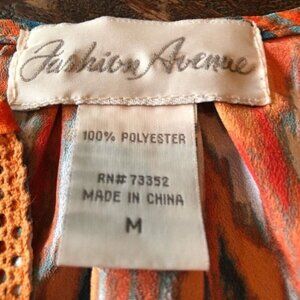 Fashion Avenue
100% POLYESTER
RN# 73352
MADE IN CHINA
M